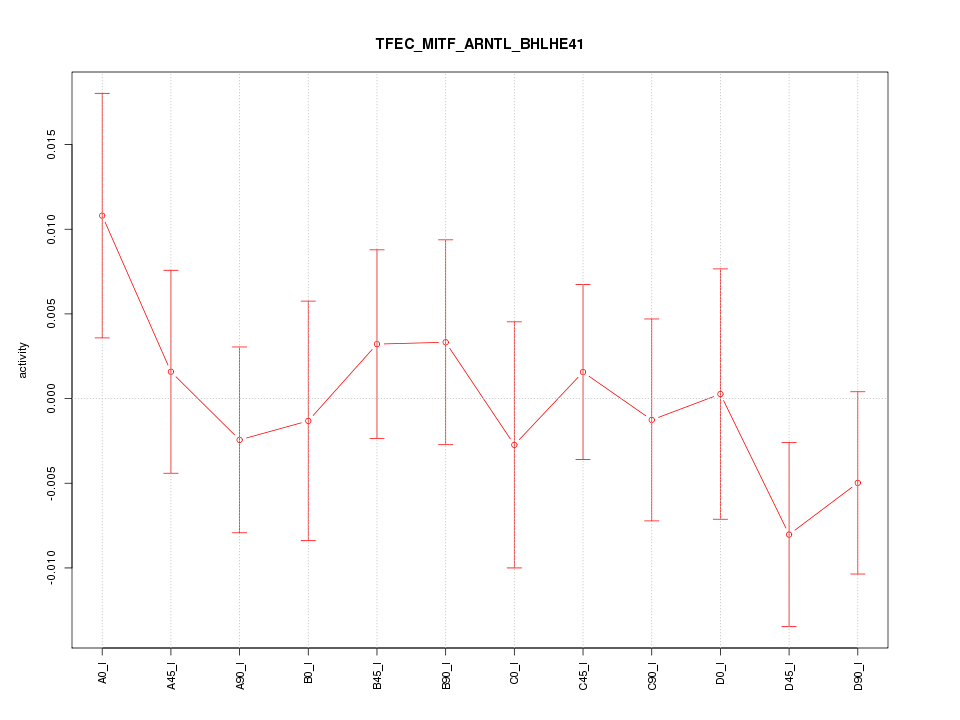 TFEC_MITF_ARNTL_BHLHE41
activity
0.015
0.010
0.005
0.000
-0.005
-0.010
A0_I
A45_I
A90_I
B0_I
B45_I
B90_I
C0_I
C45_I
C90_I
D0_I
D45_I
D90_I